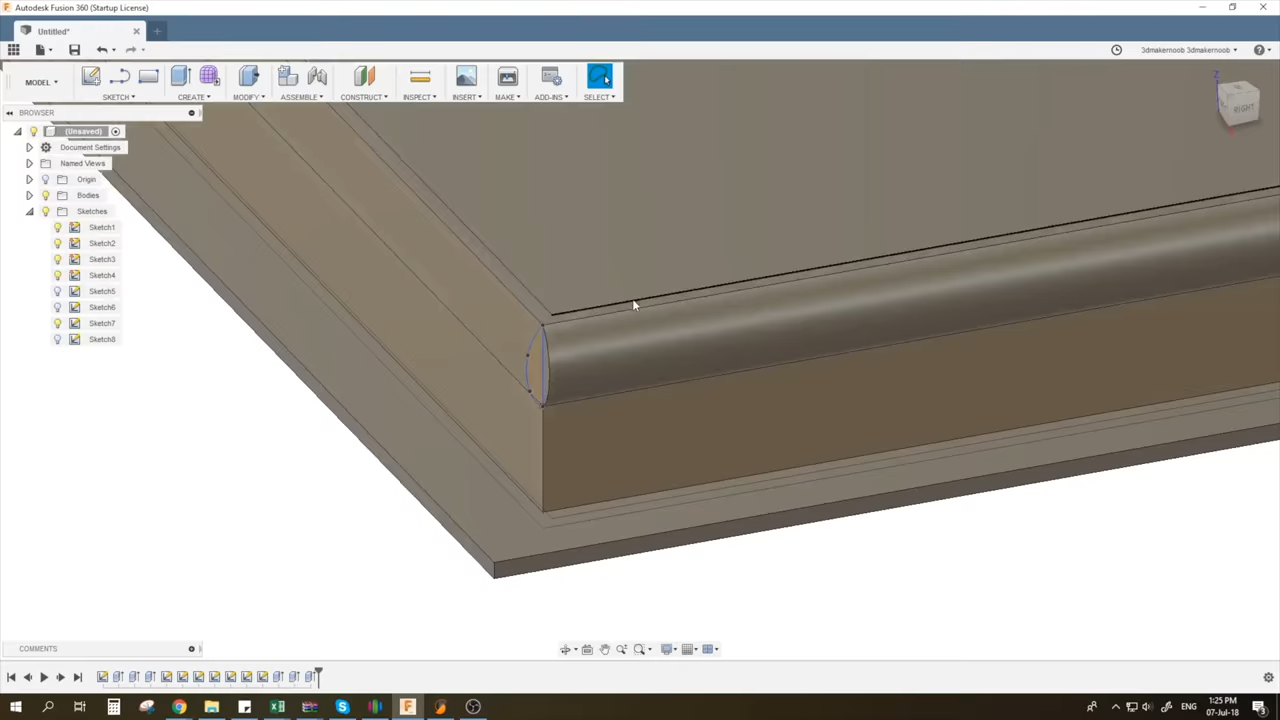 Autodesk Fusion 360 (Startup License)
Untitled*
3dmakernoob 3dmakernoob
MODEL
SKETCH
CREATE
MODIFY
ASSEMBLE
CONSTRUCT
INSPECT
INSERT
MAKE
ADD-INS
SELECT
Z
RIGHT
BROWSER
(Unsaved)
Document Settings
Named Views
Origin
Bodies
Sketches
Sketch1
Sketch2
Sketch3
Sketch4
Sketch5
Sketch6
Sketch7
Sketch8
COMMENTS
ENG
1:25 PM
07-Jul-18